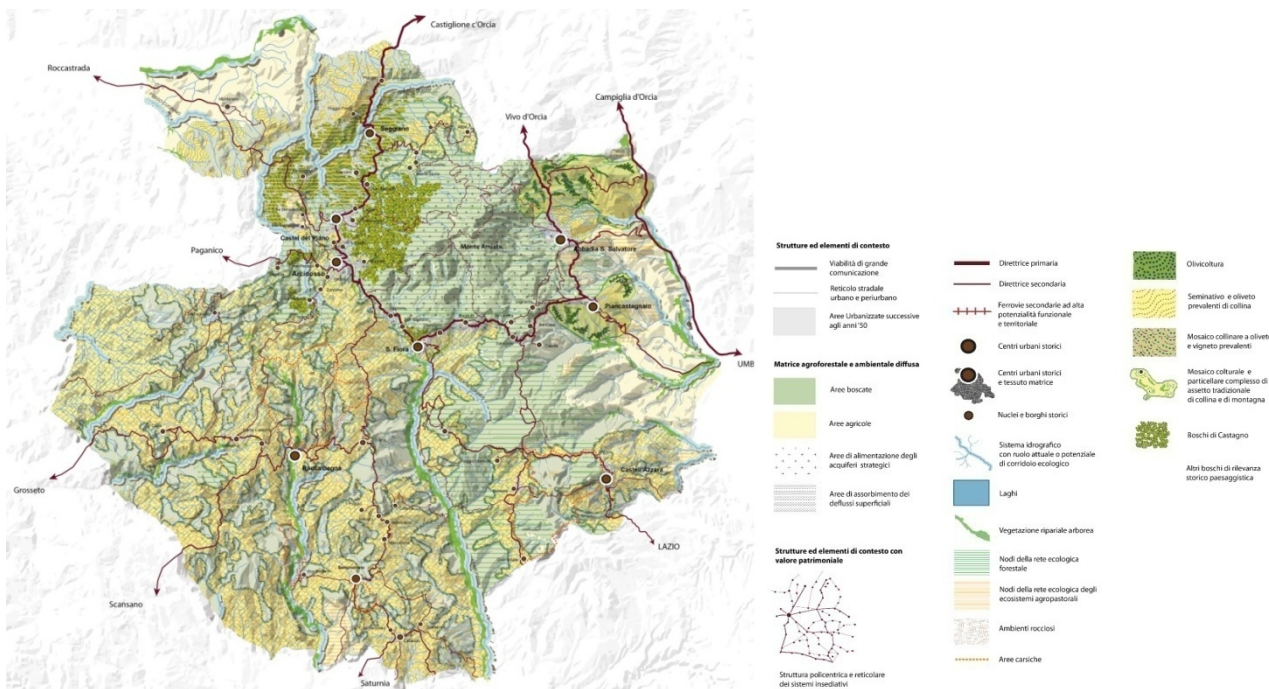 Castiglione c'Orcia
Roccastrada
Campiglia d'Orcia
Vivo d'Orcia
Seggiano
Paganico
Castel del Piano
Monte Amiata
Abbadia S. Salvatore
Arcidosso
Piancastagnaio
S. Fiora
UMB
Roccalbegna
Castell'Azzara
Grosseto
LAZIO
Scansano
Saturnia
Strutture ed elementi di contesto
Viabilità di grande
comunicazione
Reticolo stradale
urbano e periurbano
Aree Urbanizzate successive
agli anni '50
Matrice agroforestale e ambientale diffusa
Aree boscate
Aree agricole
Aree di alimentazione degli
acquiferi strategici
Aree di assorbimento dei
deflussi superficiali
Strutture ed elementi di contesto con
valore patrimoniale
Struttura policentrica e reticolare
dei sistemi insediativi
Direttrice primaria
Direttrice secondaria
Ferrovie secondarie ad alta
potenzialità funzionale
e territoriale
Centri urbani storici
Centri urbani storici
e tessuto matrice
Nuclei e borghi storici
Sistema idrografico
con ruolo attuale o potenziale
di corridoio ecologico
Laghi
Vegetazione ripariale arborea
Nodi della rete ecologica
forestale
Nodi della rete ecologica degli
ecosistemi agropastorali
Ambienti rocciosi
Aree carsiche
Olivicoltura
Seminativo e oliveto
prevalenti di collina
Mosaico collinare a oliveto
e vigneto prevalenti
Mosaico colturale e
particellare complesso di
assetto tradizionale
di collina e di montagna
Boschi di Castagno
Altri boschi di rilevanza
storico paesaggistica